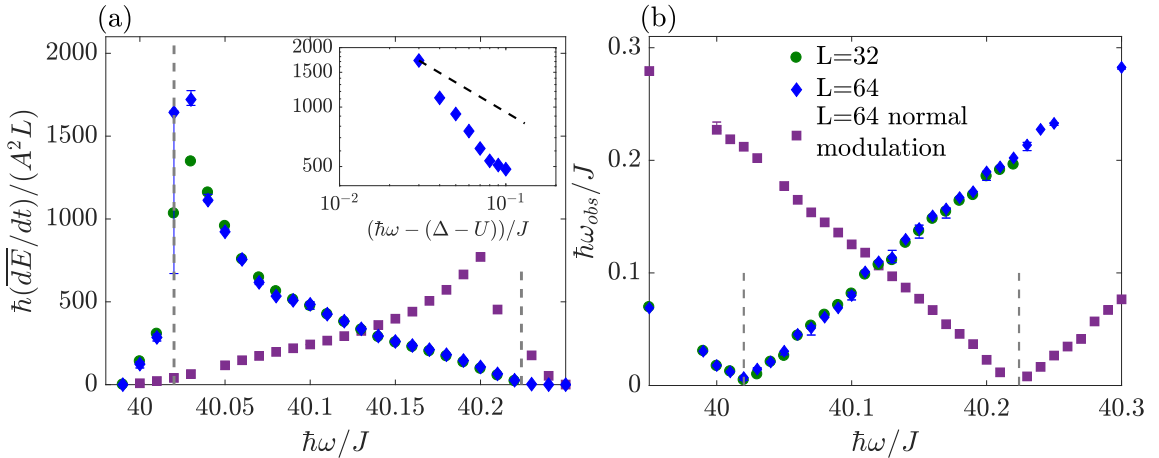 (a)
2000
1500
1000
500
0
ħ(dE/dt)/(A²L)
40
40.05
40.1
40.15
40.2
ħω/J
2000
1500
1000
500
10⁻²
10⁻¹
(ħω − (Δ − U))/J
(b)
0.3
0.2
0.1
0
ħω_obs/J
L=32
L=64
L=64 normal
modulation
40
40.1
40.2
40.3
ħω/J